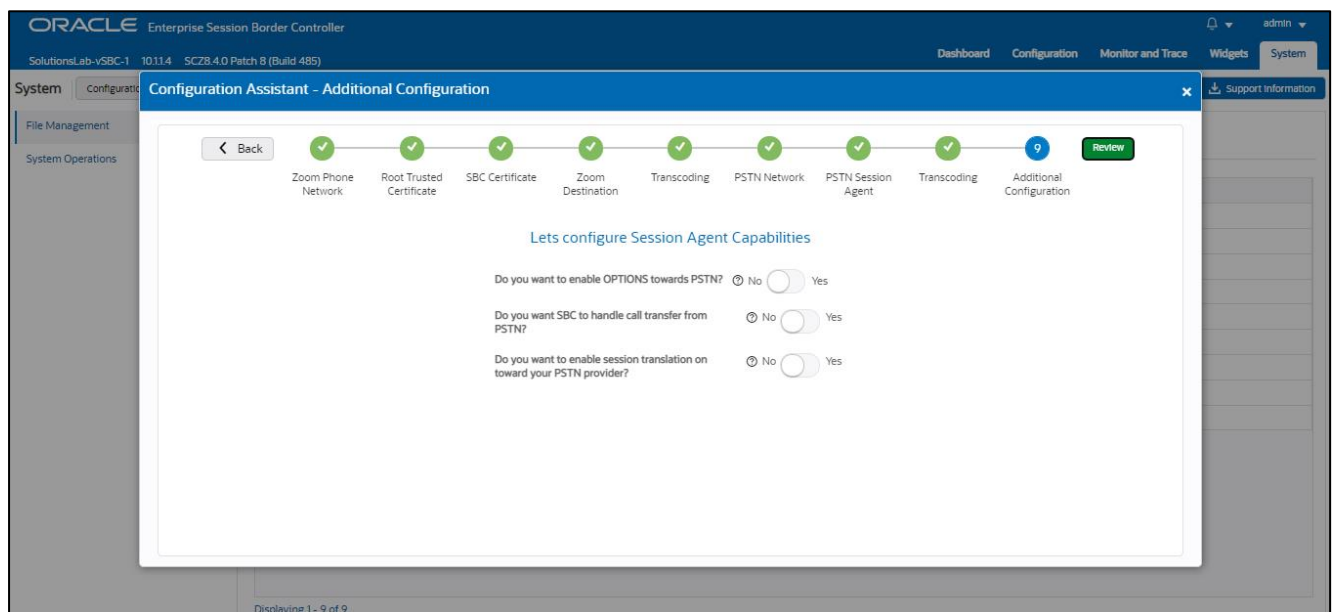 ORACLE Enterprise Session Border Controller
admin
SolutionsLab-vSBC-1 10.1.1.4 SCZ8.4.0 Patch 8 (Build 485)
Dashboard Configuration Monitor and Trace Widgets System
System
Configuration Assistant - Additional Configuration
Support Information
File Management
System Operations
Back
9
Review
Zoom Phone Network
Root Trusted Certificate
SBC Certificate
Zoom Destination
Transcoding
PSTN Network
PSTN Session Agent
Transcoding
Additional Configuration
Lets configure Session Agent Capabilities
Do you want to enable OPTIONS towards PSTN? No Yes
Do you want SBC to handle call transfer from PSTN? No Yes
Do you want to enable session translation on toward your PSTN provider? No Yes
Displaying 1 - 9 of 9